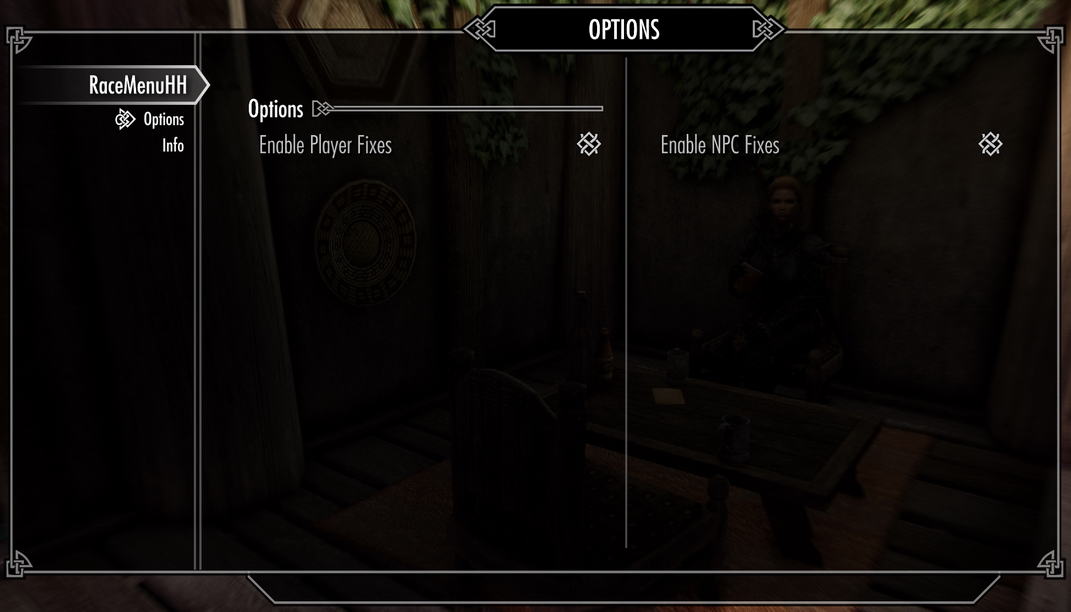 OPTIONS
RaceMenuHH
Options
Info
Options
Enable Player Fixes
Enable NPC Fixes